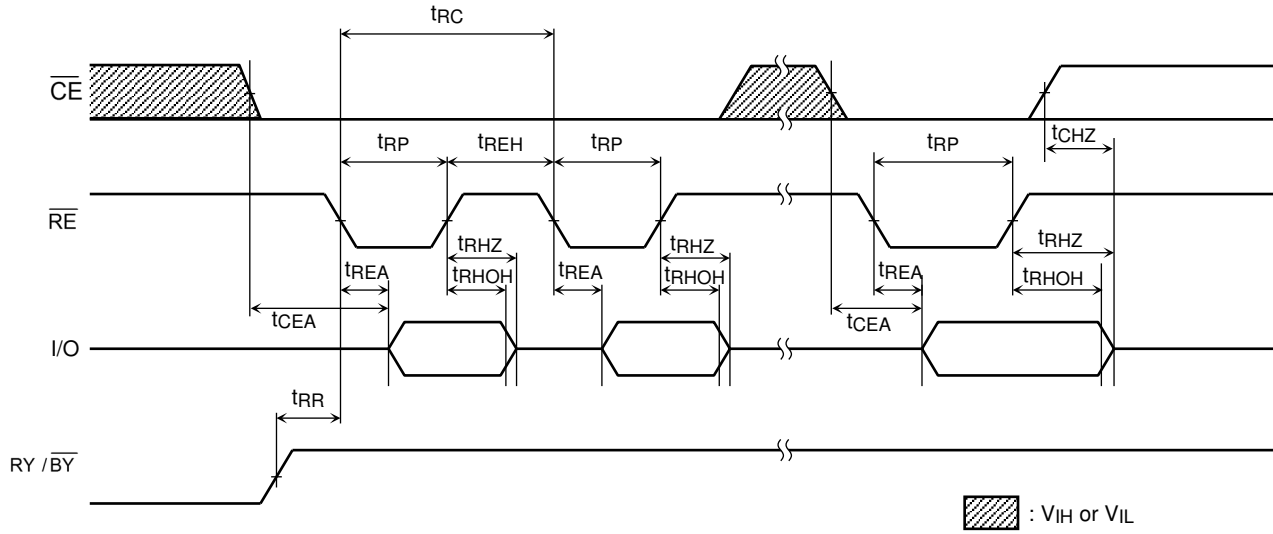 tRC
CE
tCHZ
tRP tREH tRP tRP
RE
tRHZ tRHZ tRHZ
tREA tRHOH tREA tRHOH tREA tRHOH
tCEA tCEA
I/O
tRR
RY / BY
: VIH or VIL